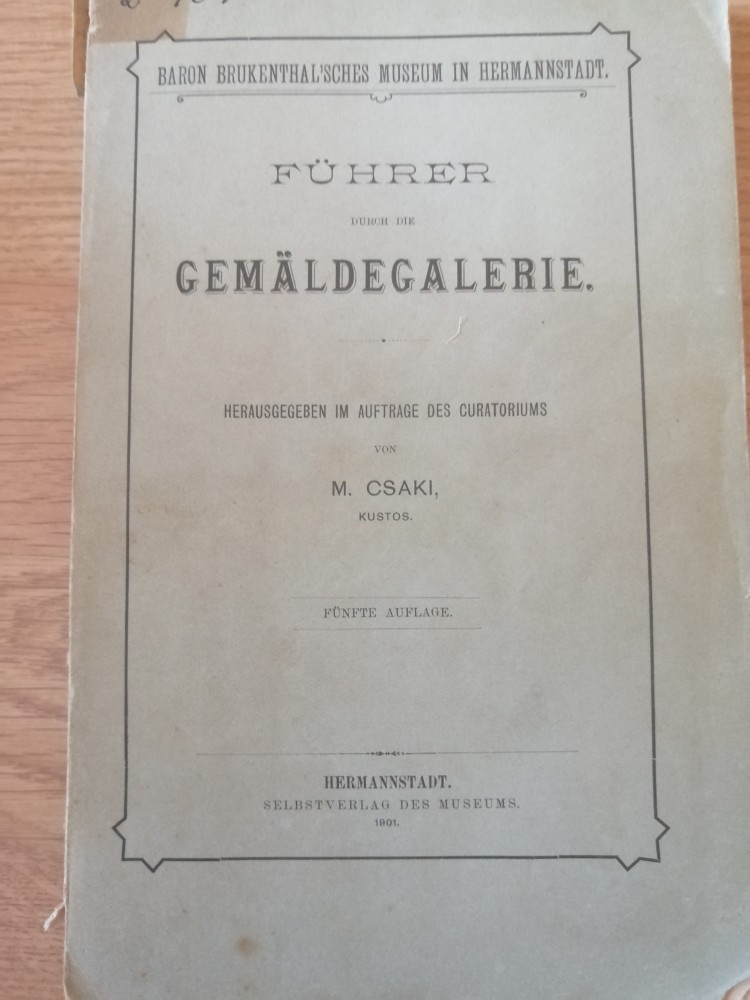 BARON BRUKENTHAL'SCHES MUSEUM IN HERMANNSTADT.
FÜHRER
DURCH DIE
GEMÄLDEGALERIE.
HERAUSGEGEBEN IM AUFTRAGE DES CURATORIUMS
VON
M. CSAKI,
KUSTOS.
FÜNFTE AUFLAGE.
HERMANNSTADT.
SELBSTVERLAG DES MUSEUMS.
1901.